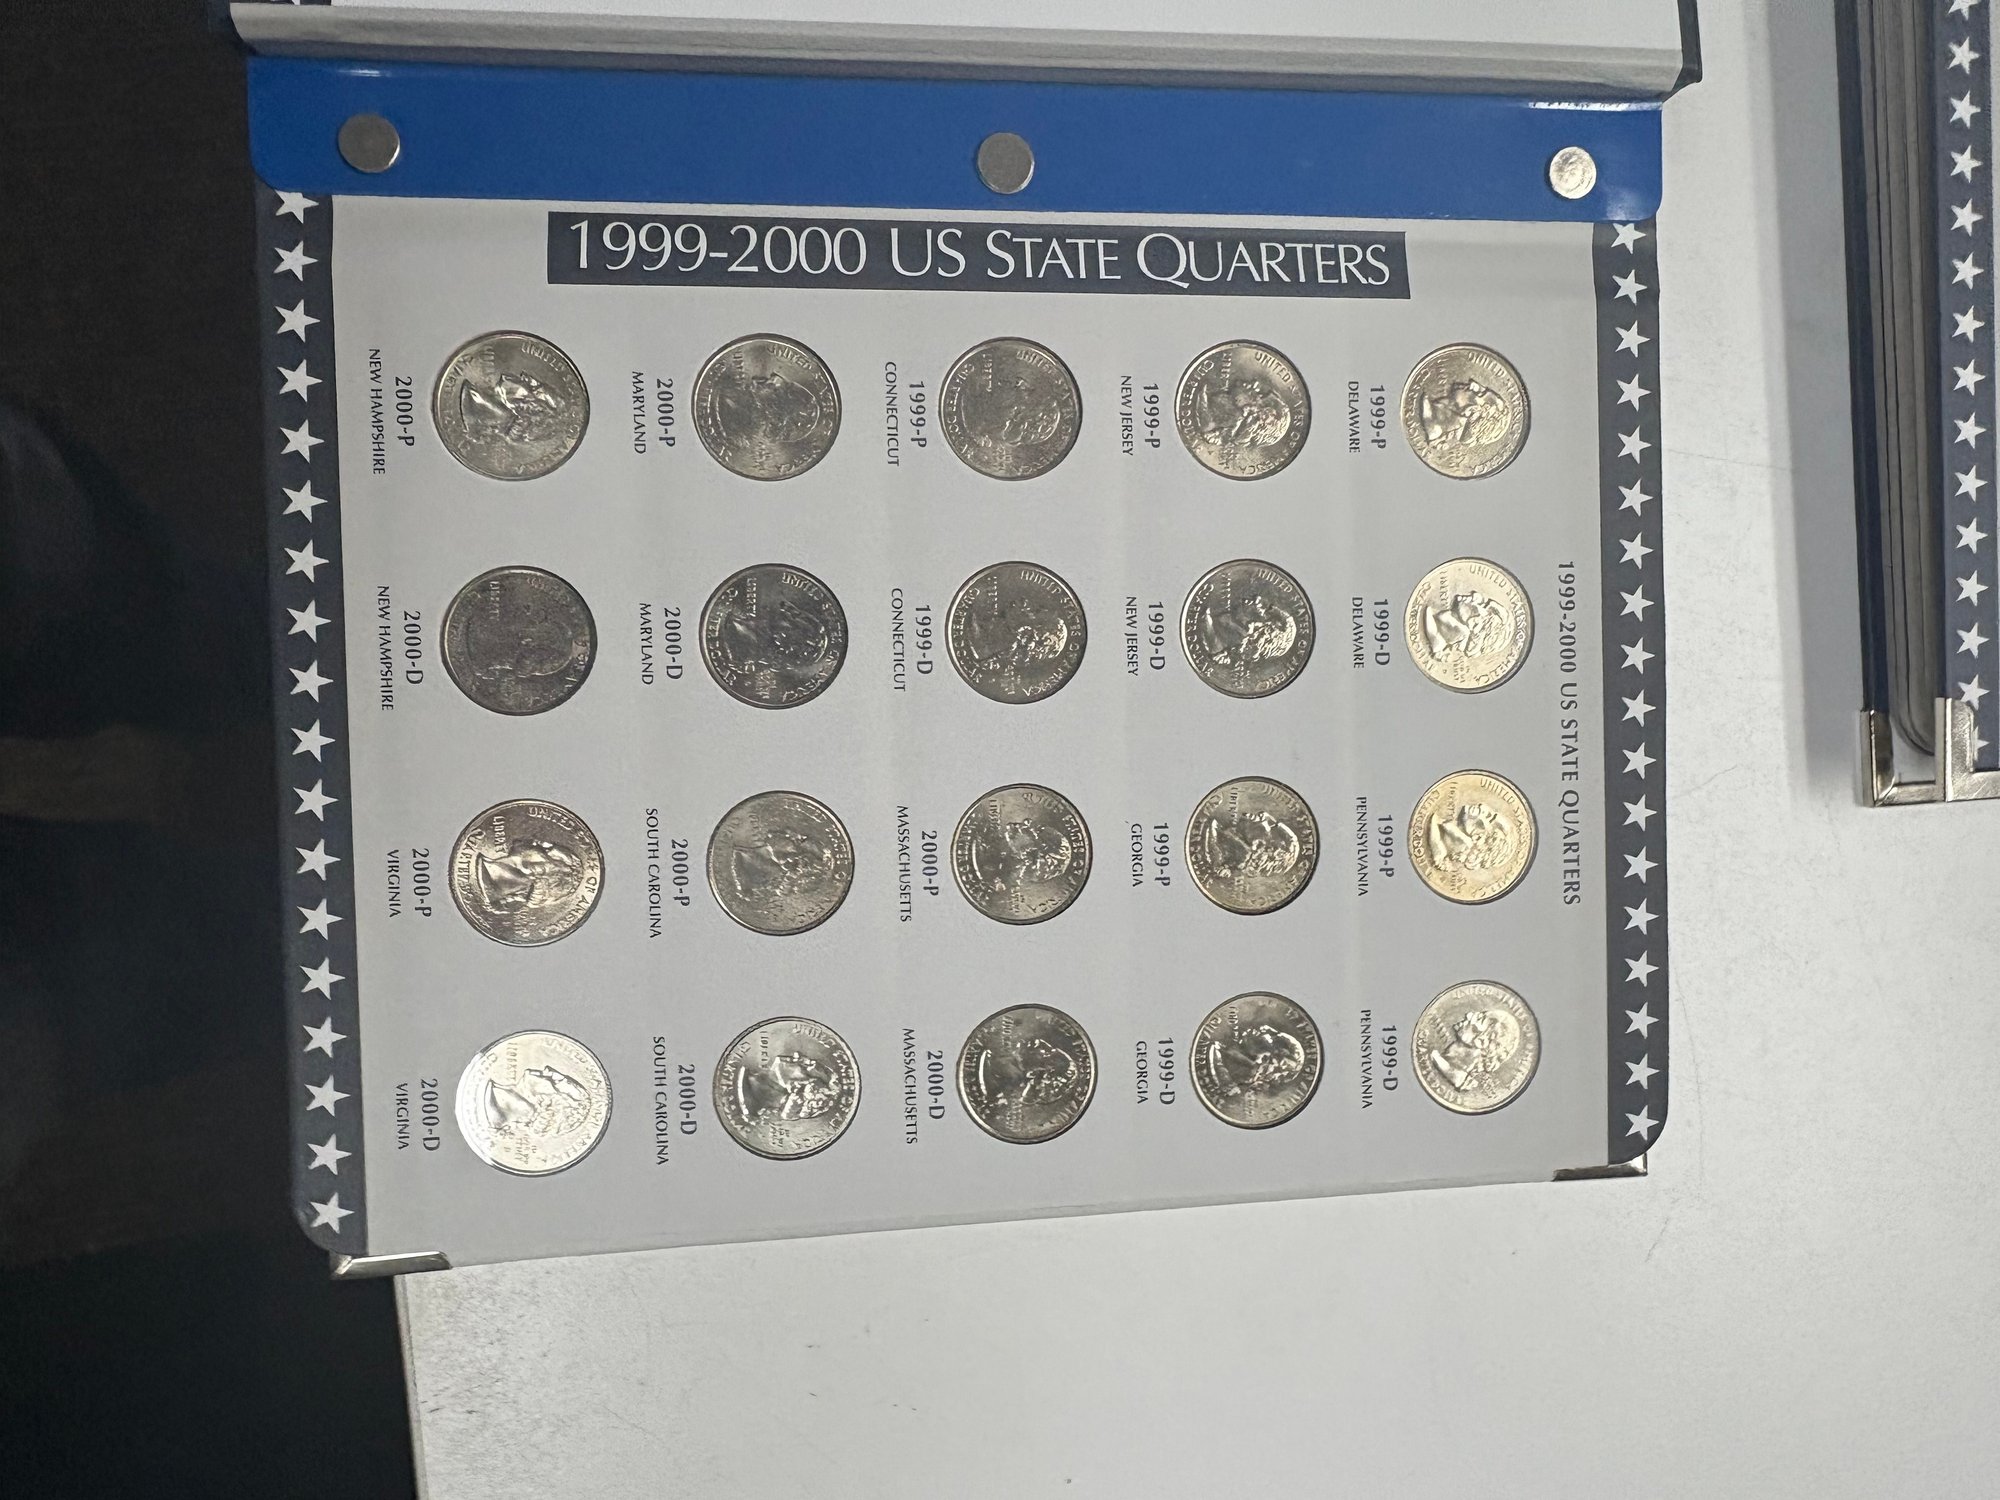 1999-2000 US STATE QUARTERS
1999-2000 US STATE QUARTERS
1999-P
DELAWARE
1999-D
DELAWARE
1999-P
PENNSYLVANIA
1999-D
PENNSYLVANIA
1999-P
NEW JERSEY
1999-D
NEW JERSEY
1999-P
GEORGIA
1999-D
GEORGIA
1999-P
CONNECTICUT
1999-D
CONNECTICUT
2000-P
MASSACHUSETTS
2000-D
MASSACHUSETTS
2000-P
MARYLAND
2000-D
MARYLAND
2000-P
SOUTH CAROLINA
2000-D
SOUTH CAROLINA
2000-P
NEW HAMPSHIRE
2000-D
NEW HAMPSHIRE
2000-P
VIRGINIA
2000-D
VIRGINIA